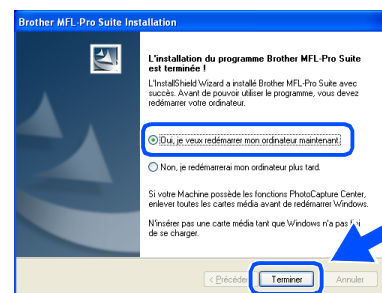 Brother MFL-Pro Suite Installation
L'installation du programme Brother MFL-Pro Suite
est terminée !
L'InstallShield Wizard a installé Brother MFL-Pro Suite avec
succès. Avant de pouvoir utiliser le programme, vous devez
redémarrer votre ordinateur.
Oui, je veux redémarrer mon ordinateur maintenant.
Non, je redémarrerai mon ordinateur plus tard.
Si votre Machine possède les fonctions PhotoCapture Center,
enlever toutes les cartes média avant de redémarrer Windows.
N'insérer pas une carte média tant que Windows n'a pas
de se charger.
< Précéden
Terminer
Annuler